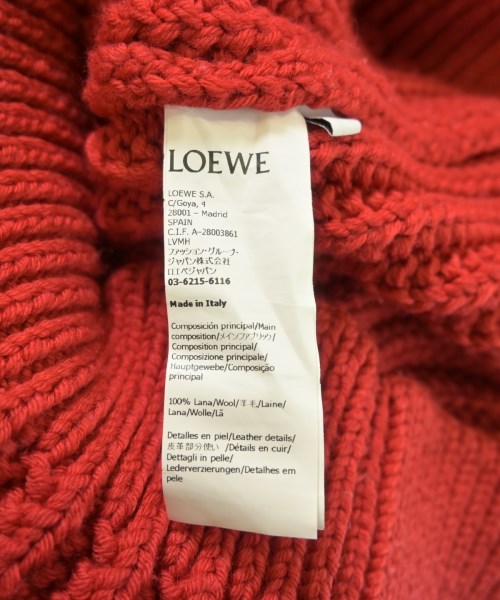 LOEWE
LOEWE S.A.
C/Goya, 4
28001 – Madrid
SPAIN
C.I.F. A-28003861
LVMH
ファッション・グループ・
ジャパン株式会社
ロエベジャパン
03-6215-6116
Made in Italy
Composición principal/Main
composition/メインファブリック/
Composition principal/
Composizione principale/
Hauptgewebe/Composição
principal
100% Lana/Wool/羊毛/Laine/
Lana/Wolle/Lã
Detalles en piel/Leather details/
皮革部分使い /Détails en cuir/
Dettagli in pelle/
Lederverzierungen/Detalhes em
pele